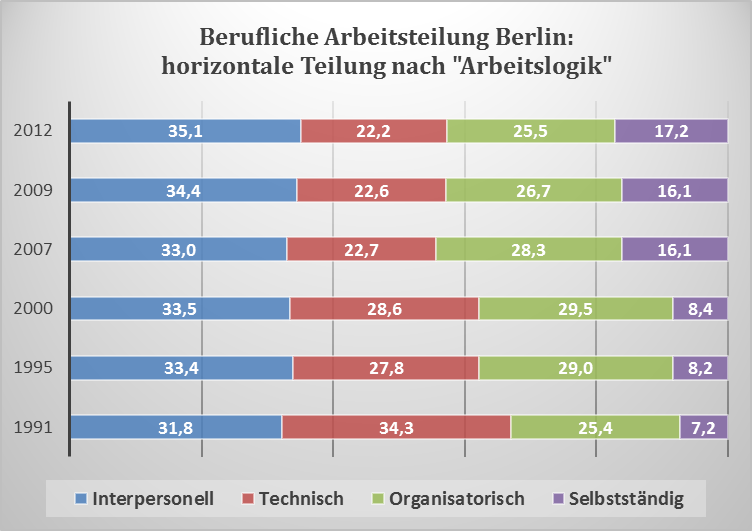 Berufliche Arbeitsteilung Berlin:
horizontale Teilung nach "Arbeitslogik"
2012 35,1 22,2 25,5 17,2
2009 34,4 22,6 26,7 16,1
2007 33,0 22,7 28,3 16,1
2000 33,5 28,6 29,5 8,4
1995 33,4 27,8 29,0 8,2
1991 31,8 34,3 25,4 7,2
Interpersonell Technisch Organisatorisch Selbstständig